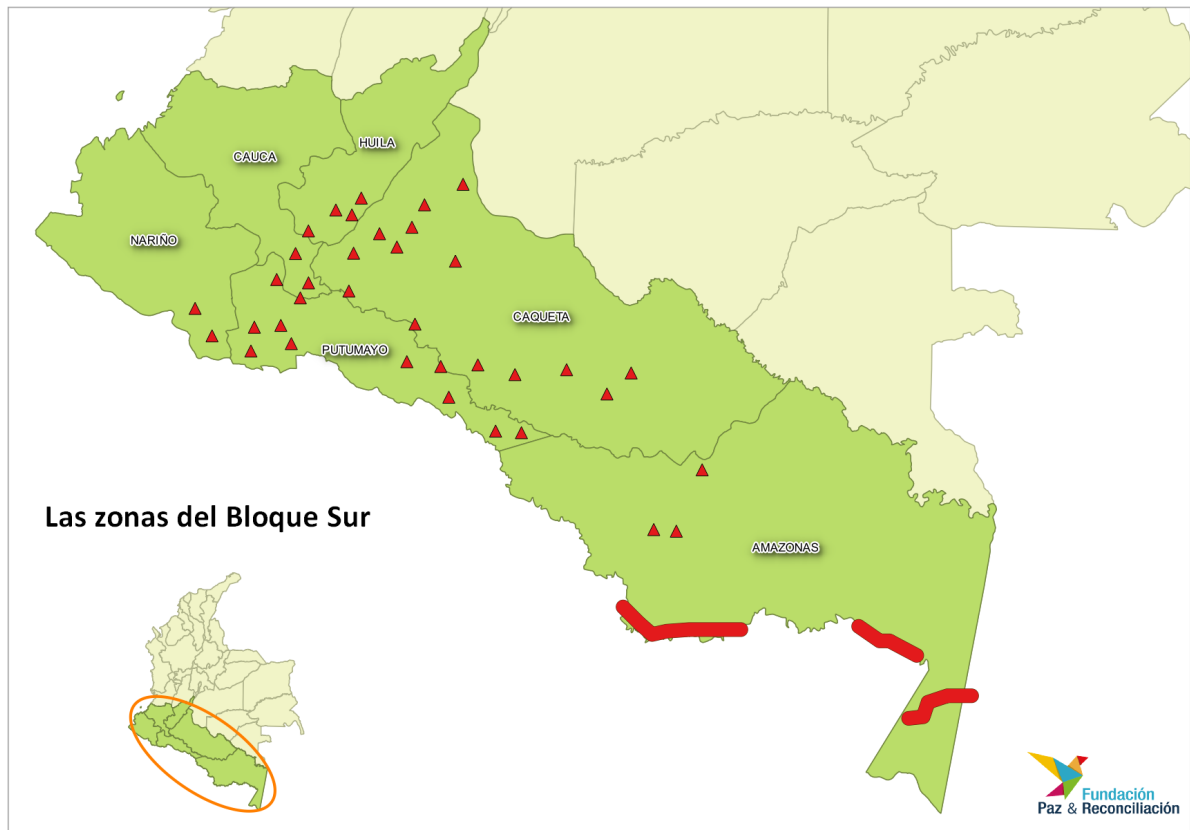 HUILA
CAUCA
NARIÑO
CAQUETA
PUTUMAYO
Las zonas del Bloque Sur
AMAZONAS
Fundación
Paz & Reconciliación